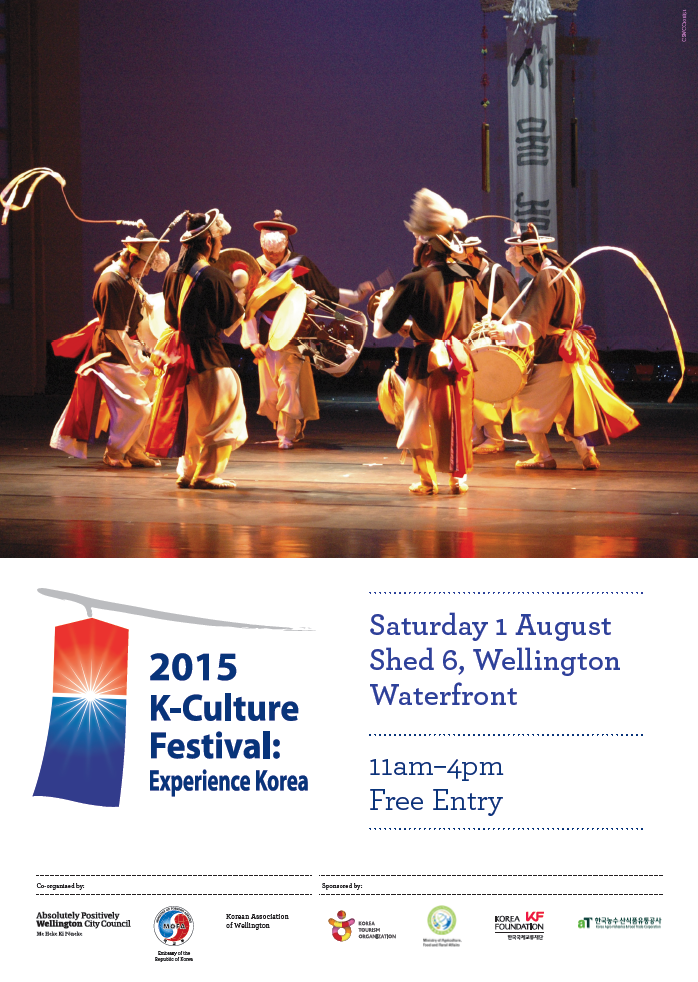 사물놀
2015
K-Culture
Festival:
Experience Korea
Saturday 1 August
Shed 6, Wellington
Waterfront
11am–4pm
Free Entry
Co-organised by:
Absolutely Positively
Wellington City Council
Me Heke Ki Pōneke
MOFA
Embassy of the
Republic of Korea
Korean Association
of Wellington
Sponsored by:
KOREA
TOURISM
ORGANIZATION
Ministry of Agriculture,
Food and Rural Affairs
KOREA KF
FOUNDATION
한국국제교류재단
aT 한국농수산식품유통공사
Korea Agro-Fisheries & Food Trade Corporation